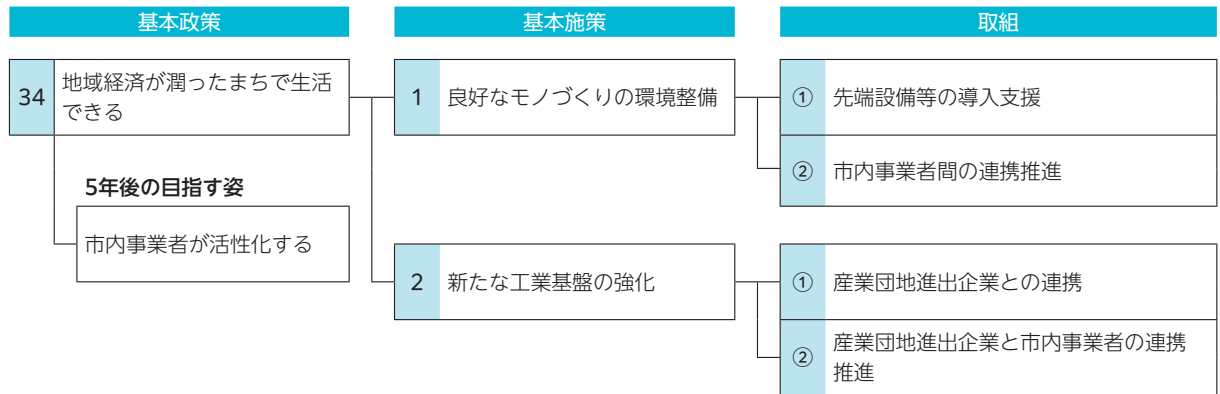 基本政策
基本施策
取組
34
地域経済が潤ったまちで生活
できる
5年後の目指す姿
市内事業者が活性化する
1
良好なモノづくりの環境整備
①
先端設備等の導入支援
②
市内事業者間の連携推進
2
新たな工業基盤の強化
①
産業団地進出企業との連携
②
産業団地進出企業と市内事業者の連携
推進